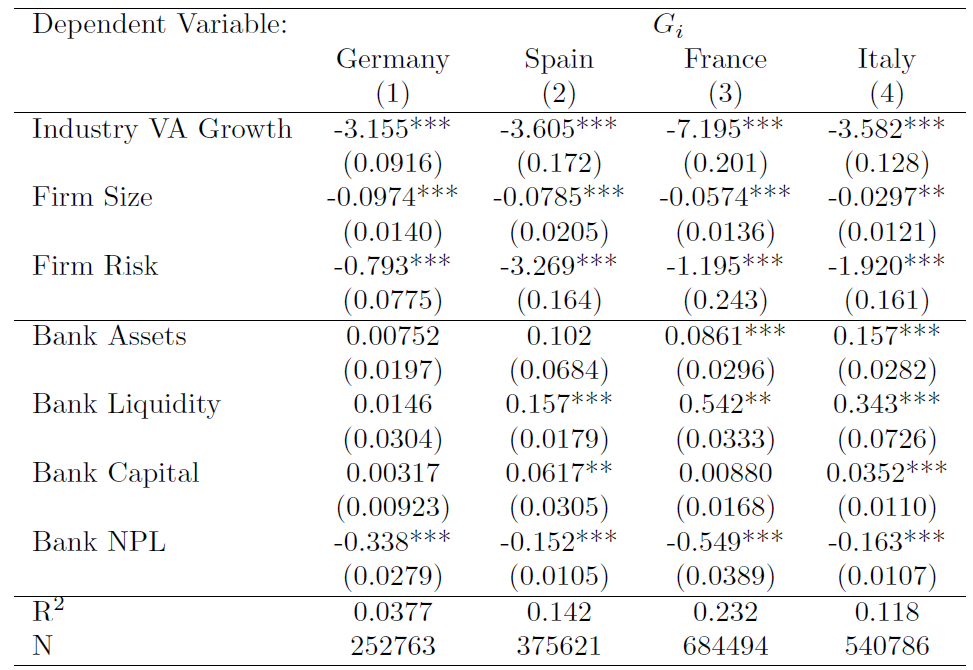 Dependent Variable: G_i
Germany Spain France Italy
(1) (2) (3) (4)
Industry VA Growth -3.155*** -3.605*** -7.195*** -3.582***
(0.0916) (0.172) (0.201) (0.128)
Firm Size -0.0974*** -0.0785*** -0.0574*** -0.0297**
(0.0140) (0.0205) (0.0136) (0.0121)
Firm Risk -0.793*** -3.269*** -1.195*** -1.920***
(0.0775) (0.164) (0.243) (0.161)
Bank Assets 0.00752 0.102 0.0861*** 0.157***
(0.0197) (0.0684) (0.0296) (0.0282)
Bank Liquidity 0.0146 0.157*** 0.542** 0.343***
(0.0304) (0.0179) (0.0333) (0.0726)
Bank Capital 0.00317 0.0617** 0.00880 0.0352***
(0.00923) (0.0305) (0.0168) (0.0110)
Bank NPL -0.338*** -0.152*** -0.549*** -0.163***
(0.0279) (0.0105) (0.0389) (0.0107)
R² 0.0377 0.142 0.232 0.118
N 252763 375621 684494 540786